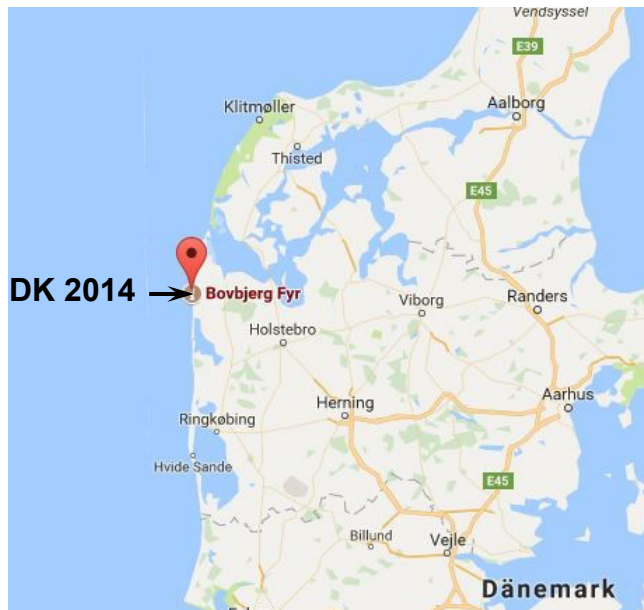 Vendsyssel
E39
Klitmøller
Aalborg
Thisted
E45
DK 2014
Bovbjerg Fyr
Viborg
Randers
Holstebro
Aarhus
Herning
Ringkøbing
Hvide Sande
E45
Billund
Vejle
Dänemark